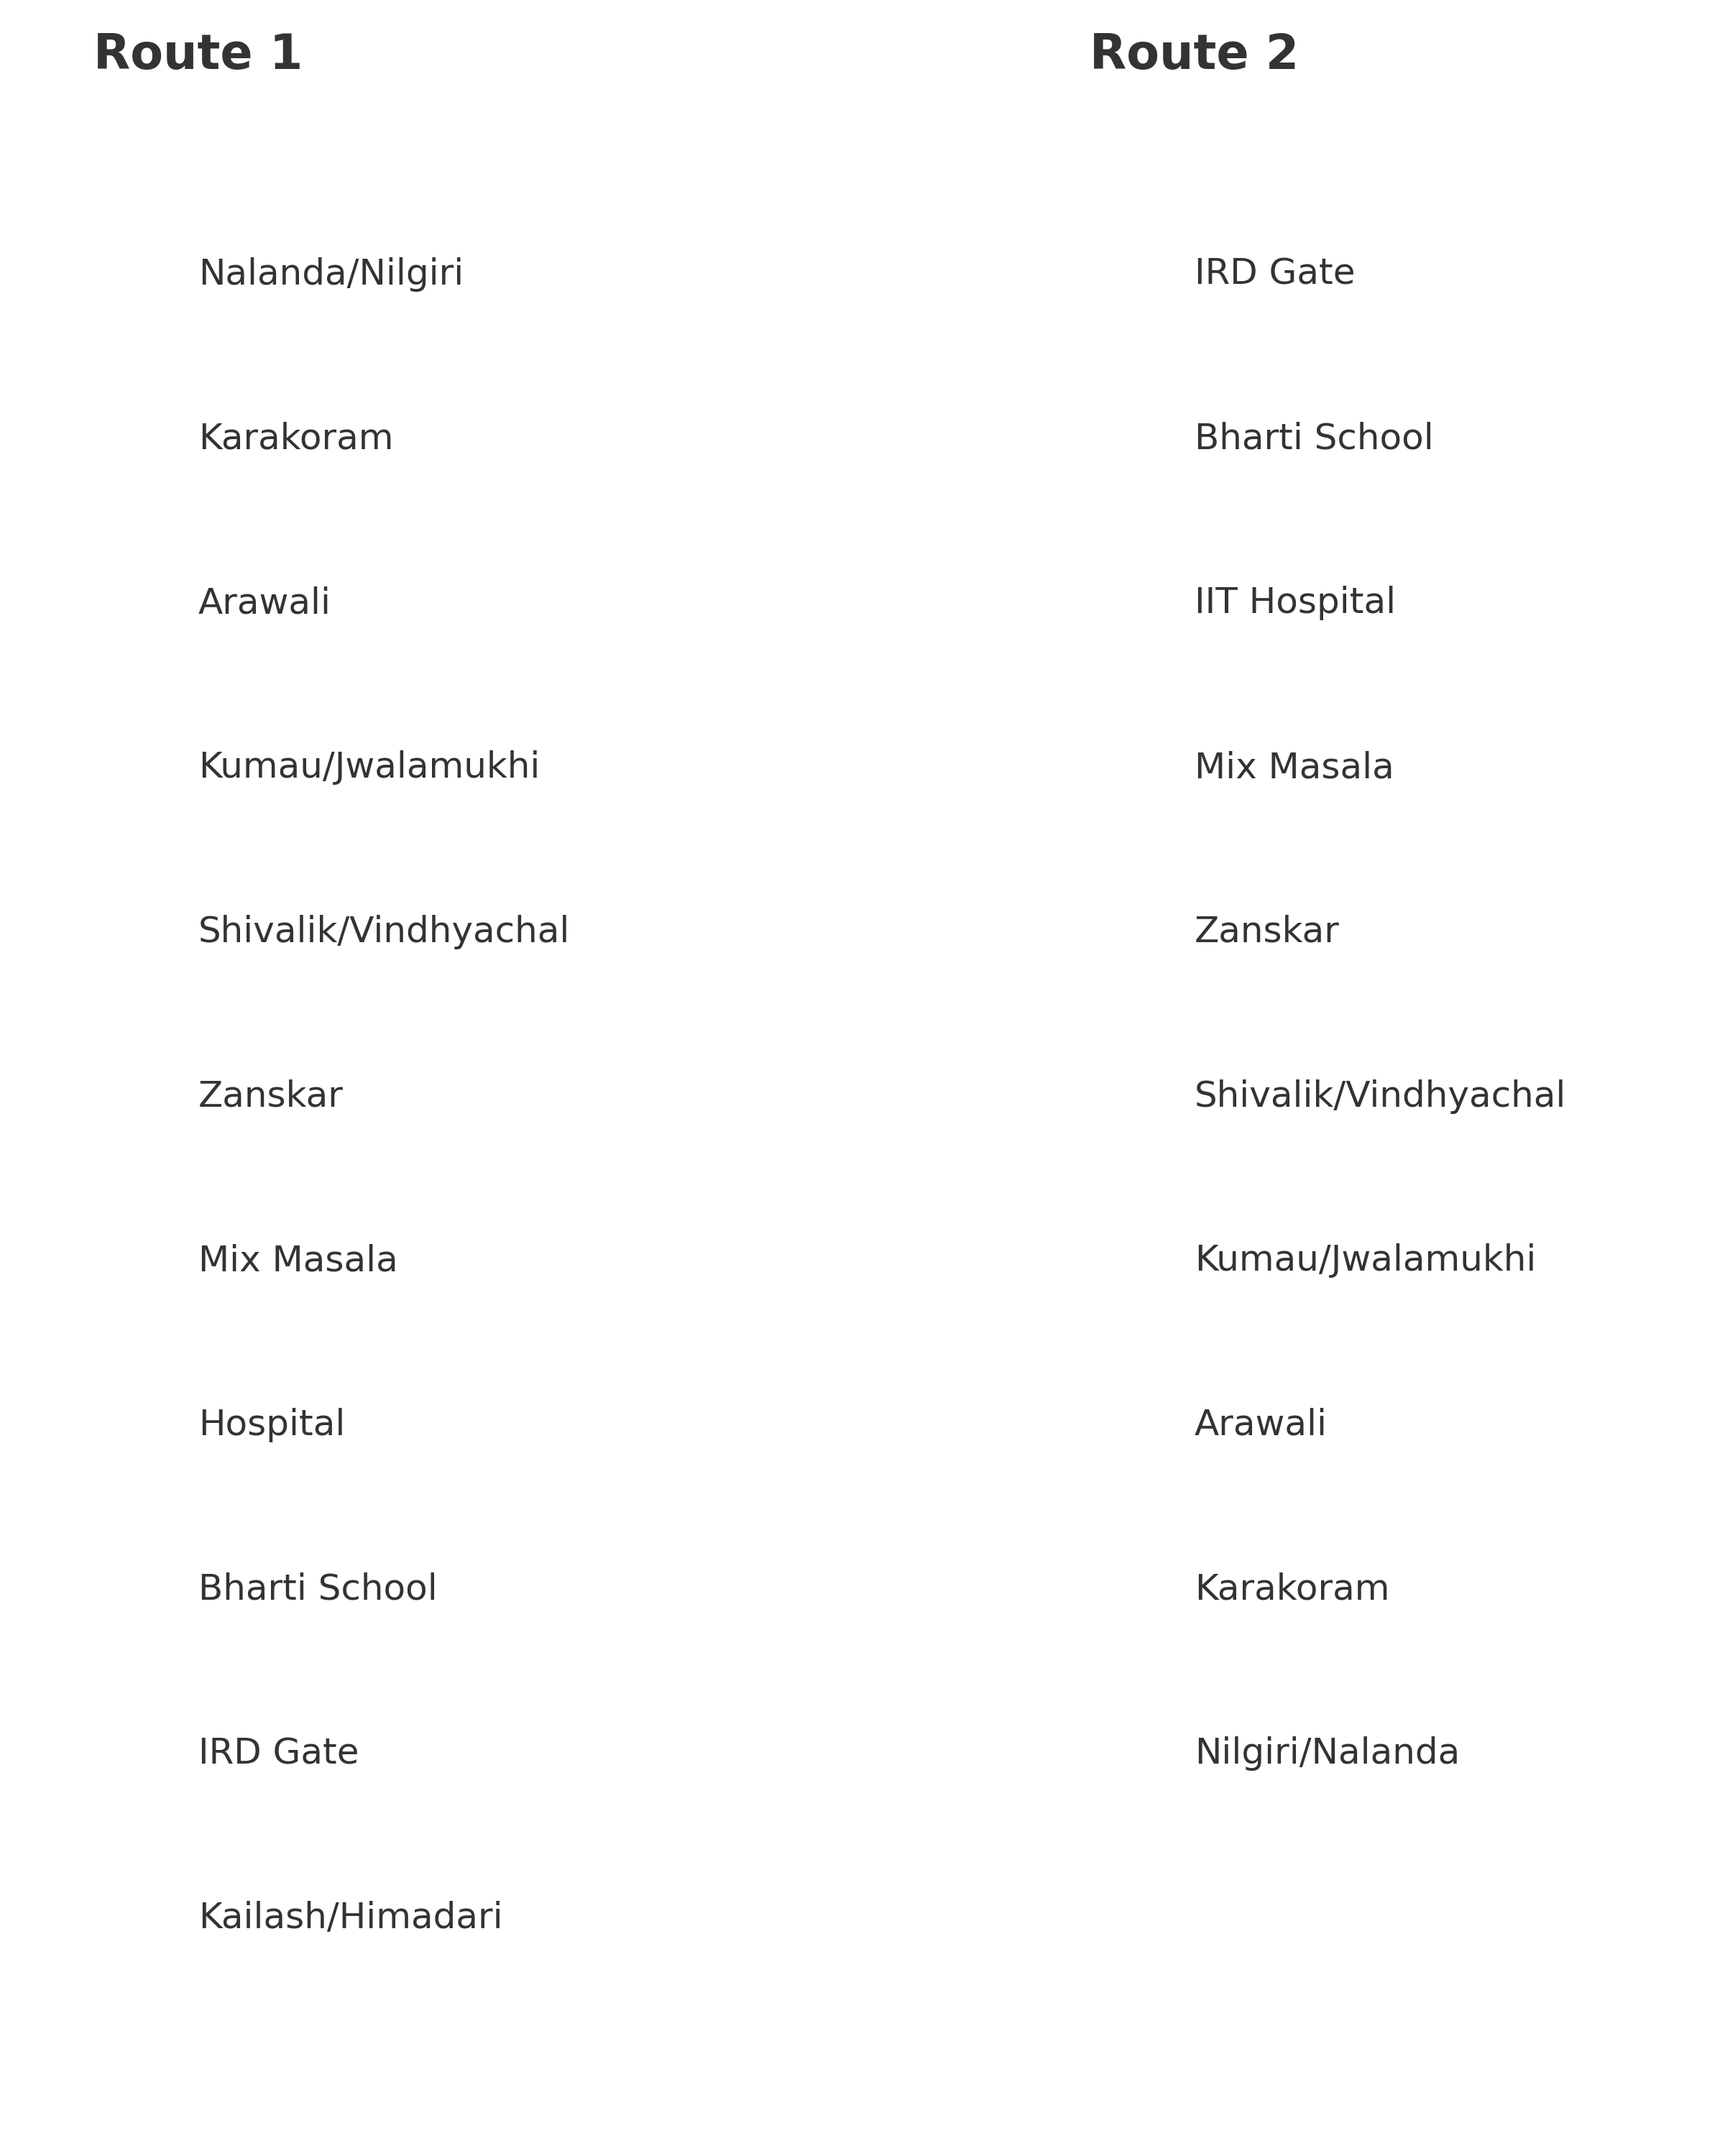 Route 1
Nalanda/Nilgiri
Karakoram
Arawali
Kumau/Jwalamukhi
Shivalik/Vindhyachal
Zanskar
Mix Masala
Hospital
Bharti School
IRD Gate
Kailash/Himadari
Route 2
IRD Gate
Bharti School
IIT Hospital
Mix Masala
Zanskar
Shivalik/Vindhyachal
Kumau/Jwalamukhi
Arawali
Karakoram
Nilgiri/Nalanda